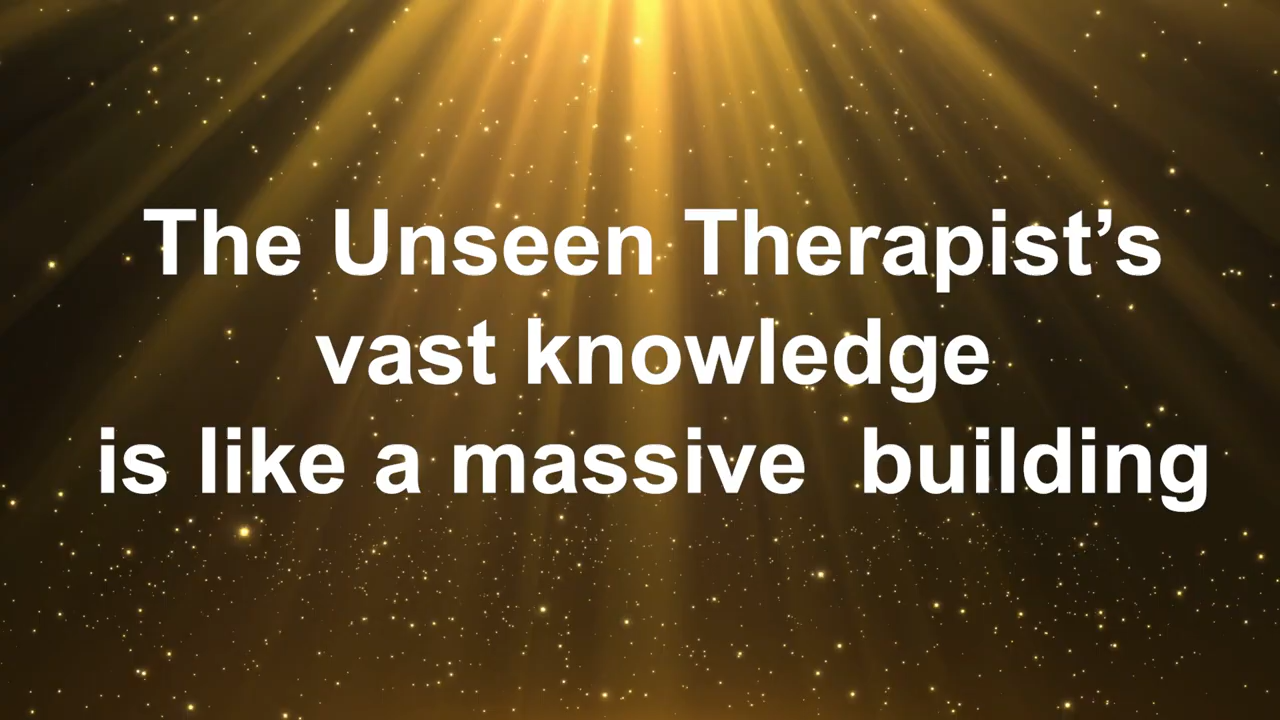 The Unseen Therapist’s
vast knowledge
is like a massive  building